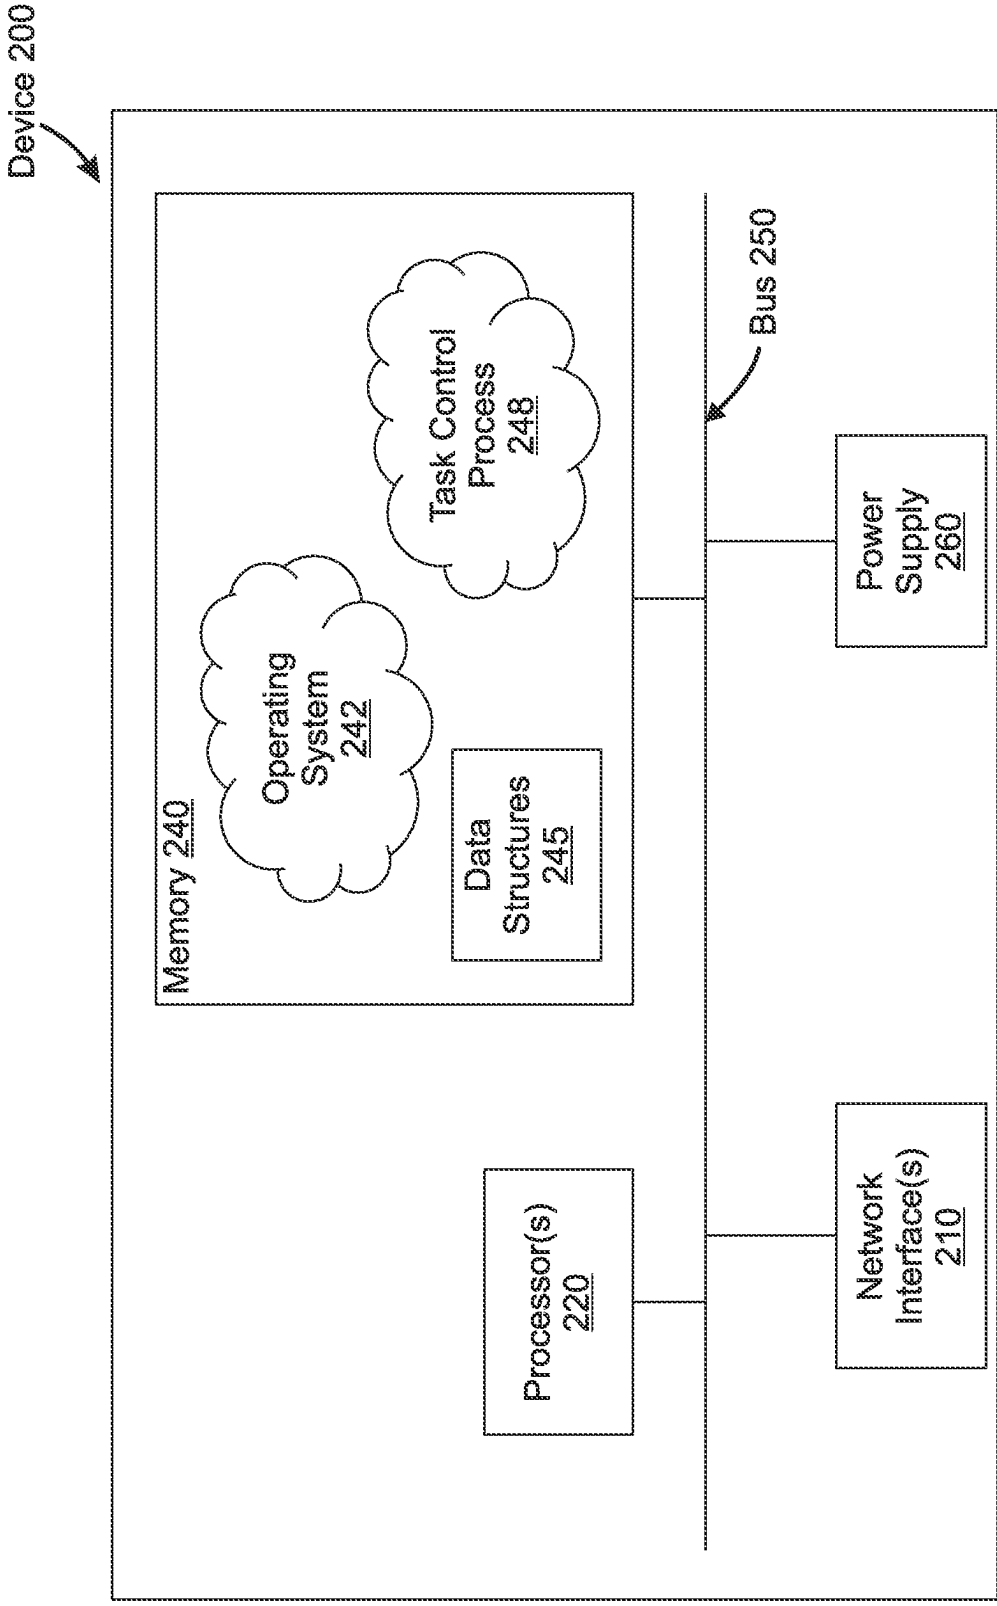 Device 200
Memory 240
Operating
System
242
Task Control
Process
248
Data
Structures
245
Processor(s)
220
Bus 250
Network
Interface(s)
210
Power
Supply
260